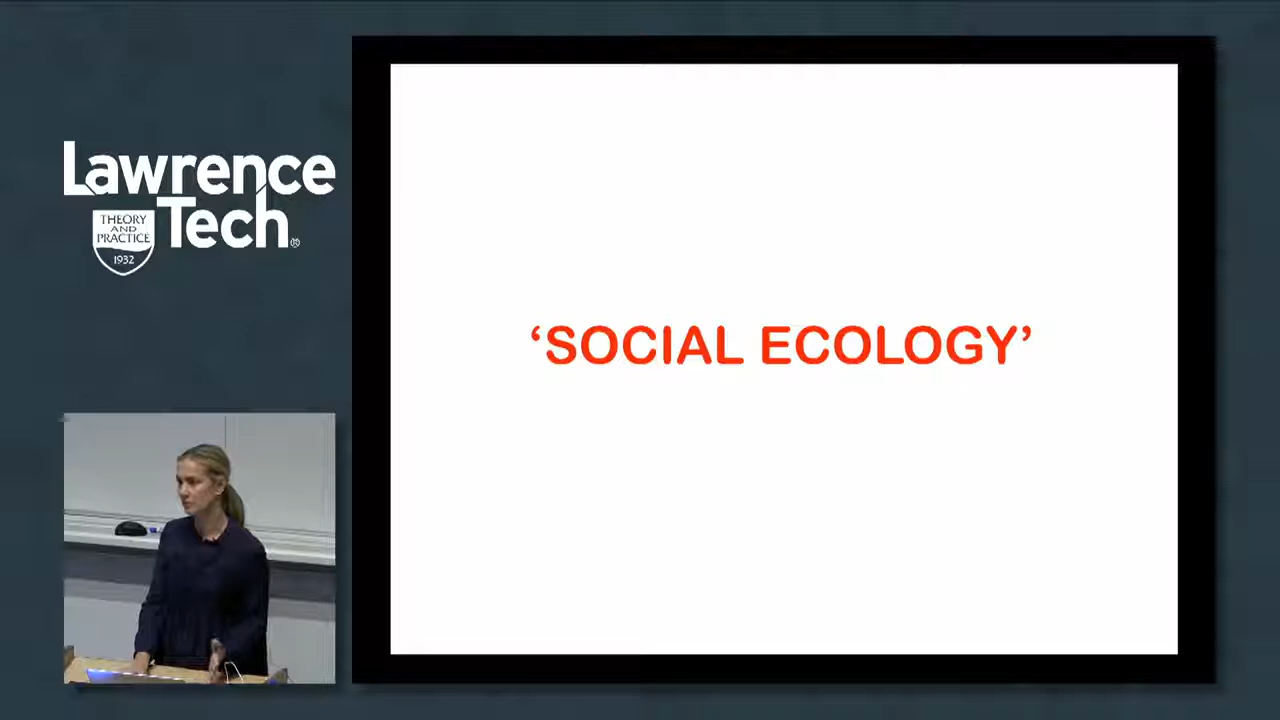 Lawrence
Tech®
THEORY
AND
PRACTICE
1932
‘SOCIAL ECOLOGY’